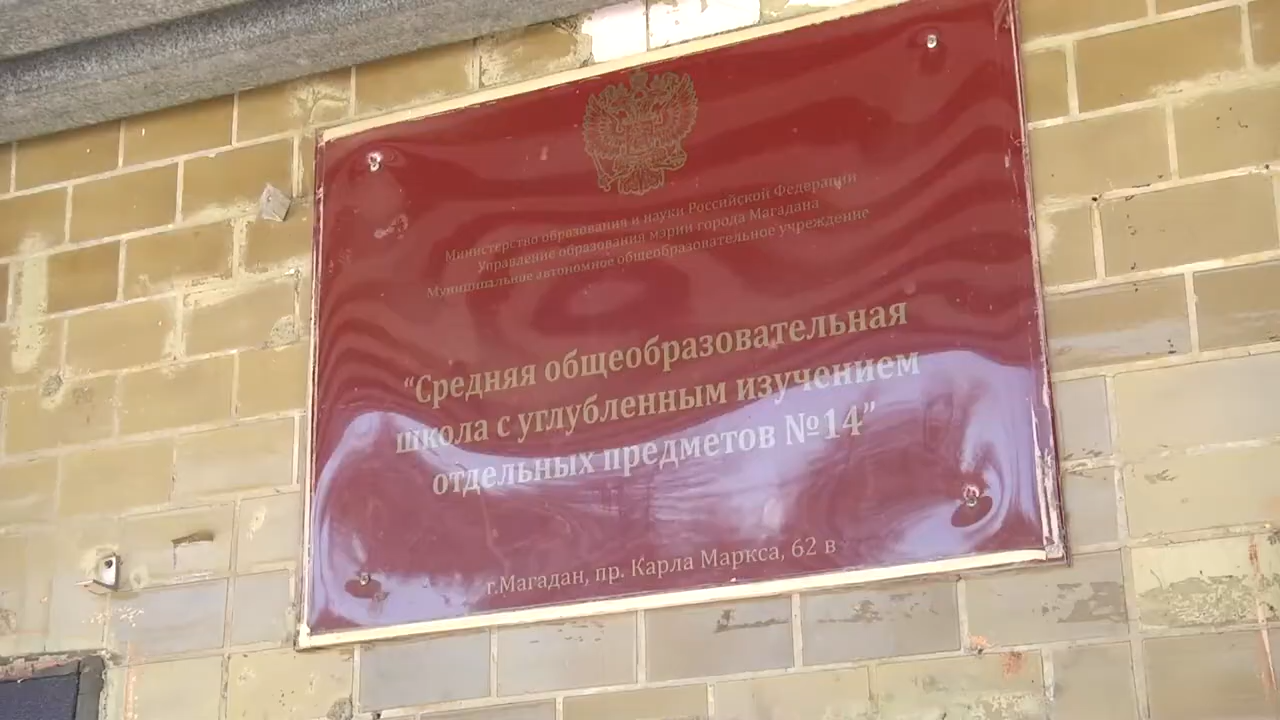 Министерство образования и науки Российской Федерации
Управление образования мэрии города Магадана
Муниципальное автономное общеобразовательное учреждение
“Средняя общеобразовательная
школа с углубленным изучением
отдельных предметов №14”
г.Магадан, пр. Карла Маркса, 62 в